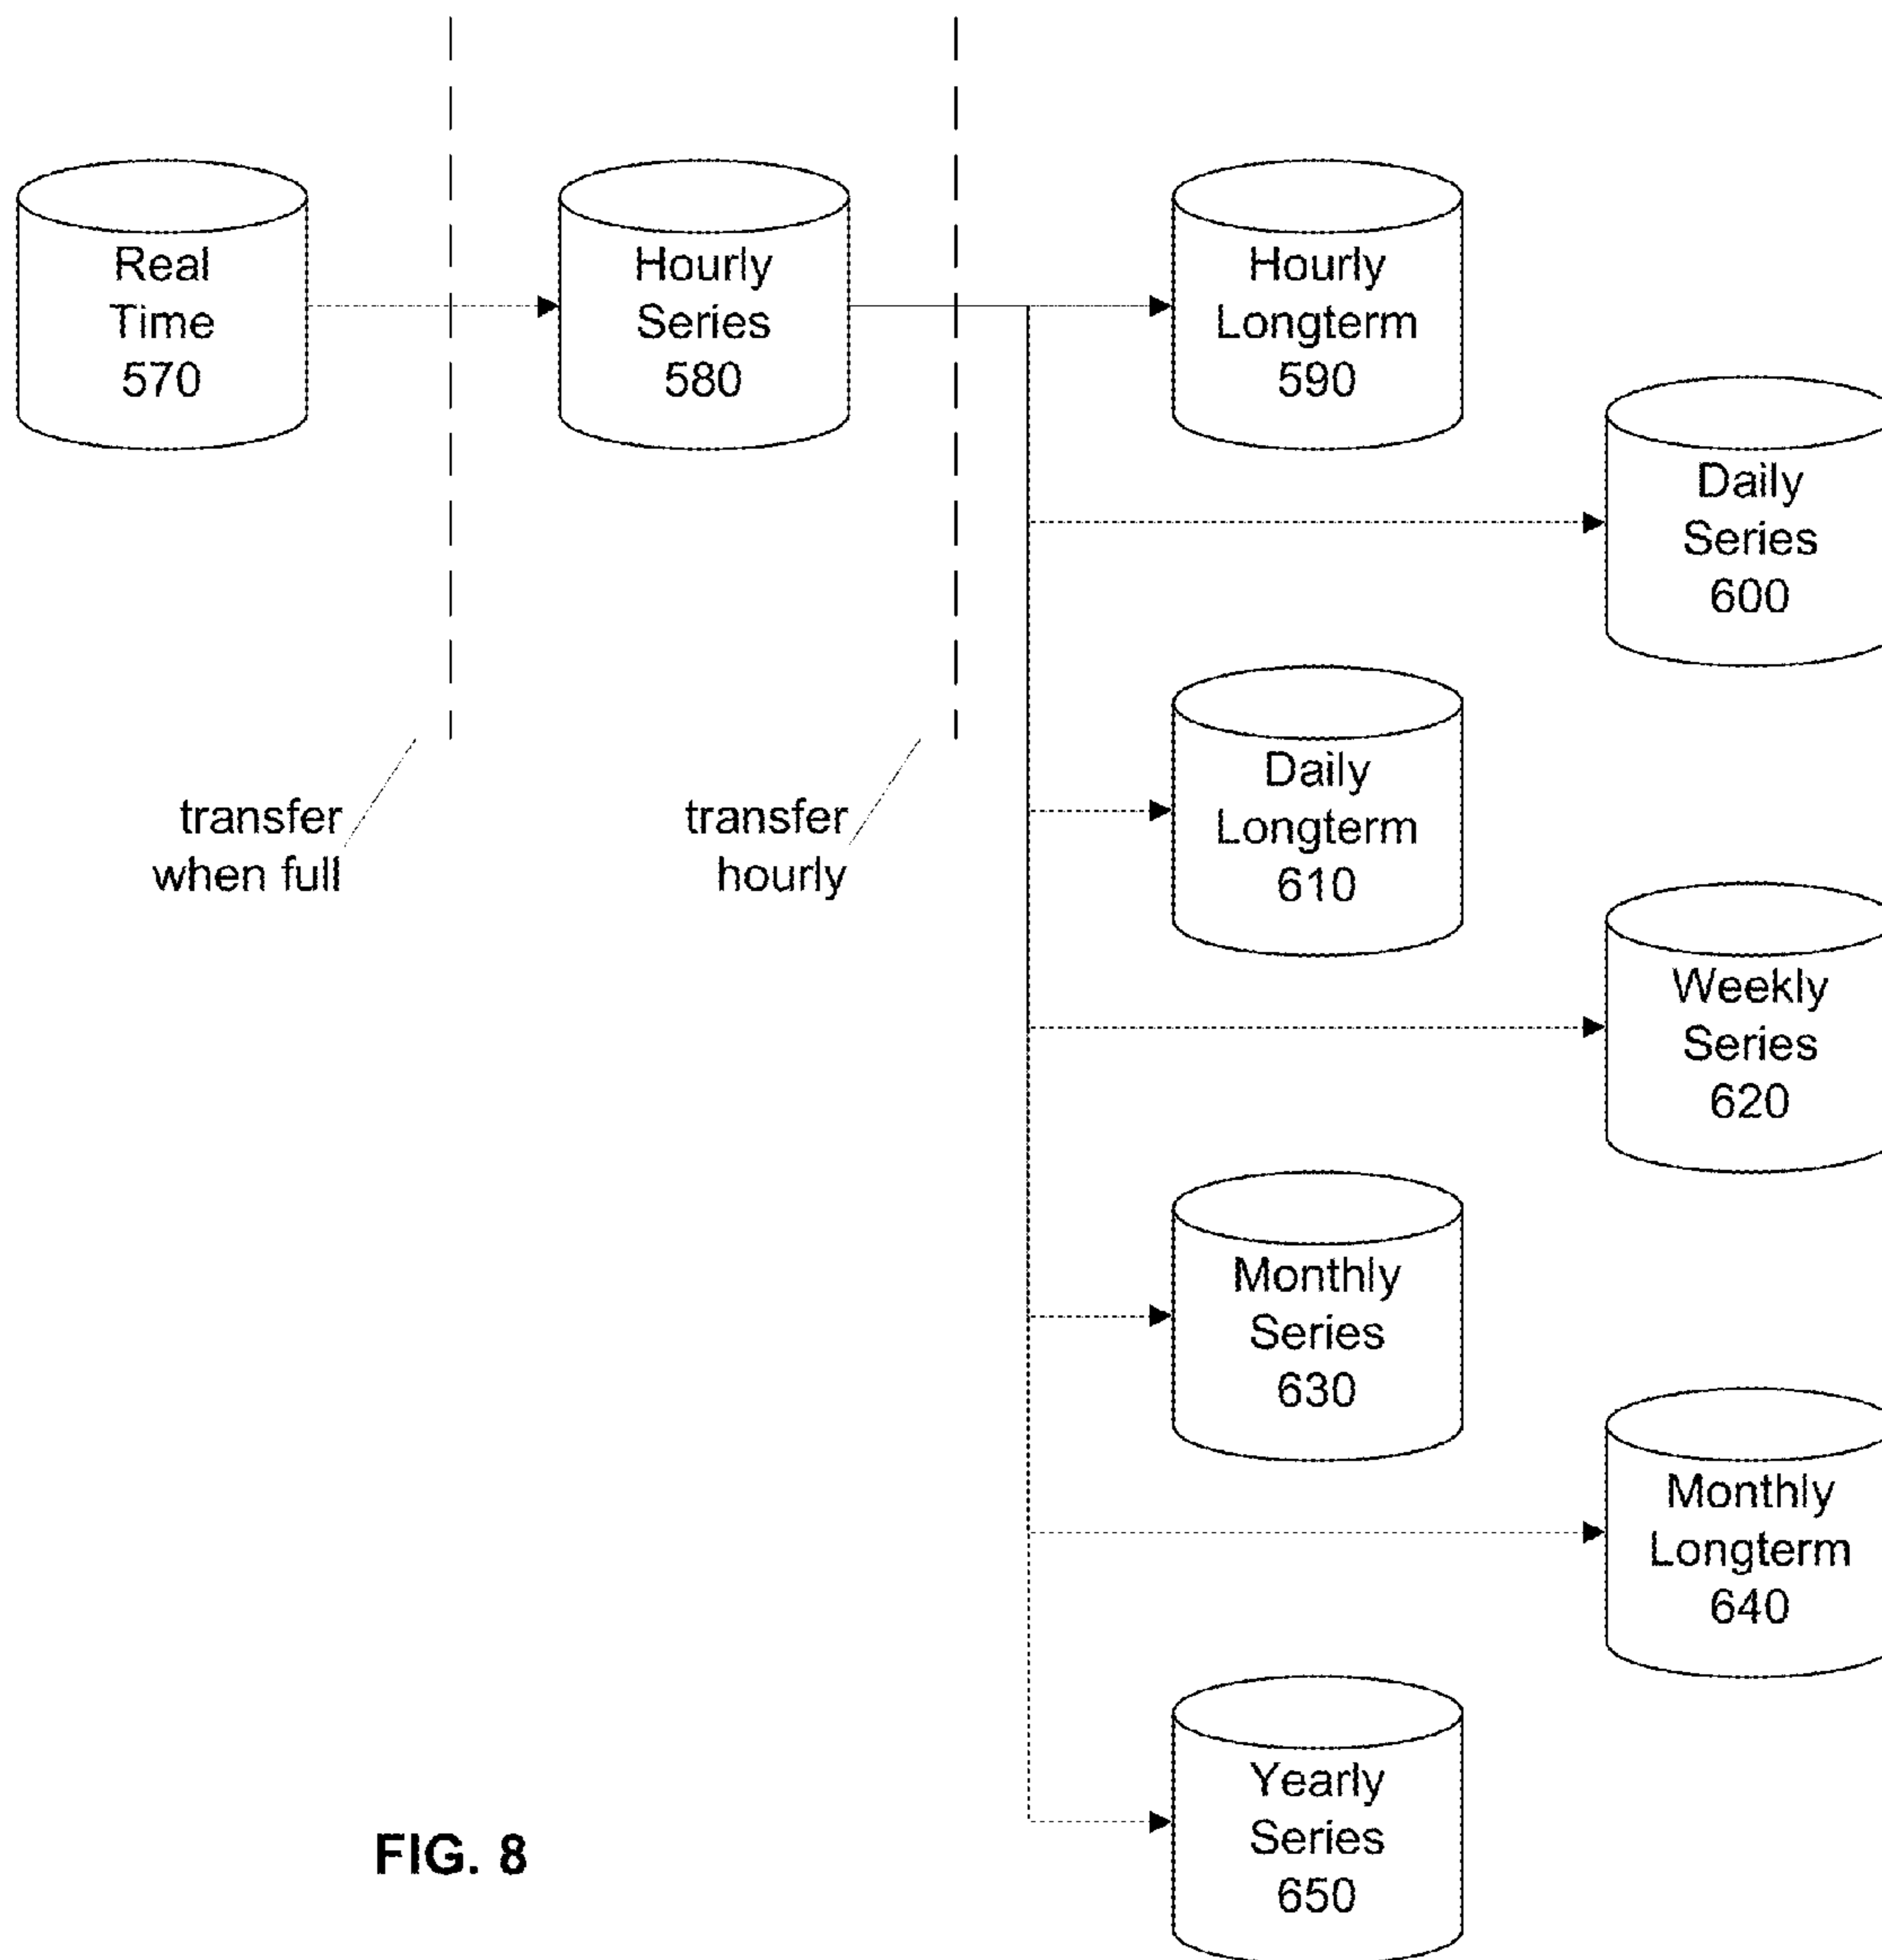 Real
Time
570
Hourly
Series
580
Hourly
Longterm
590
Daily
Series
600
transfer
when full
transfer
hourly
Daily
Longterm
610
Weekly
Series
620
Monthly
Series
630
Monthly
Longterm
640
Yearly
Series
650
FIG. 8